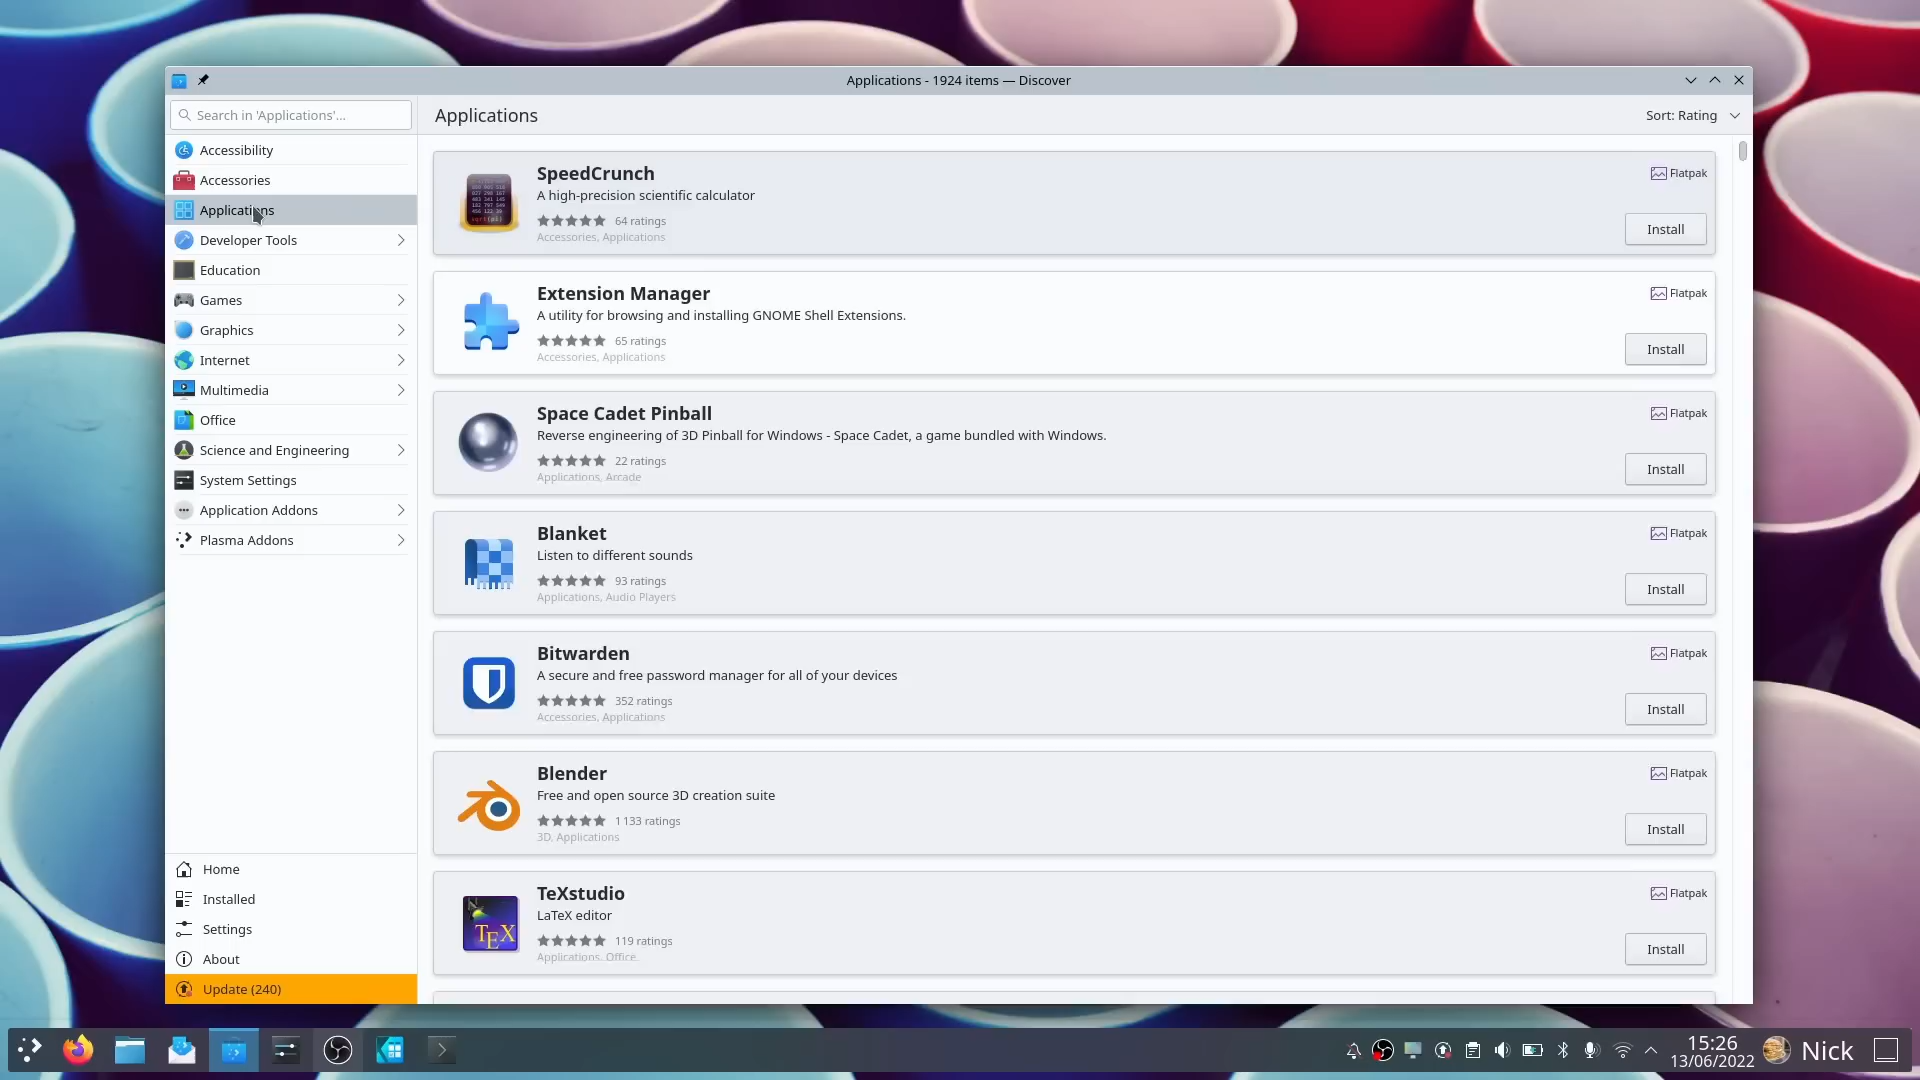 Applications - 1924 items — Discover
Search in 'Applications'...
Applications
Sort: Rating
Accessibility
Accessories
Applications
Developer Tools
Education
Games
Graphics
Internet
Multimedia
Office
Science and Engineering
System Settings
Application Addons
Plasma Addons
Home
Installed
Settings
About
Update (240)
SpeedCrunch
Flatpak
A high-precision scientific calculator
64 ratings
Accessories, Applications
Install
Extension Manager
Flatpak
A utility for browsing and installing GNOME Shell Extensions.
65 ratings
Accessories, Applications
Install
Space Cadet Pinball
Flatpak
Reverse engineering of 3D Pinball for Windows - Space Cadet, a game bundled with Windows.
22 ratings
Applications, Arcade
Install
Blanket
Flatpak
Listen to different sounds
93 ratings
Applications, Audio Players
Install
Bitwarden
Flatpak
A secure and free password manager for all of your devices
352 ratings
Accessories, Applications
Install
Blender
Flatpak
Free and open source 3D creation suite
1 133 ratings
3D, Applications
Install
TeXstudio
Flatpak
LaTeX editor
TEX
119 ratings
Applications, Office
Install
15:26
13/06/2022
Nick